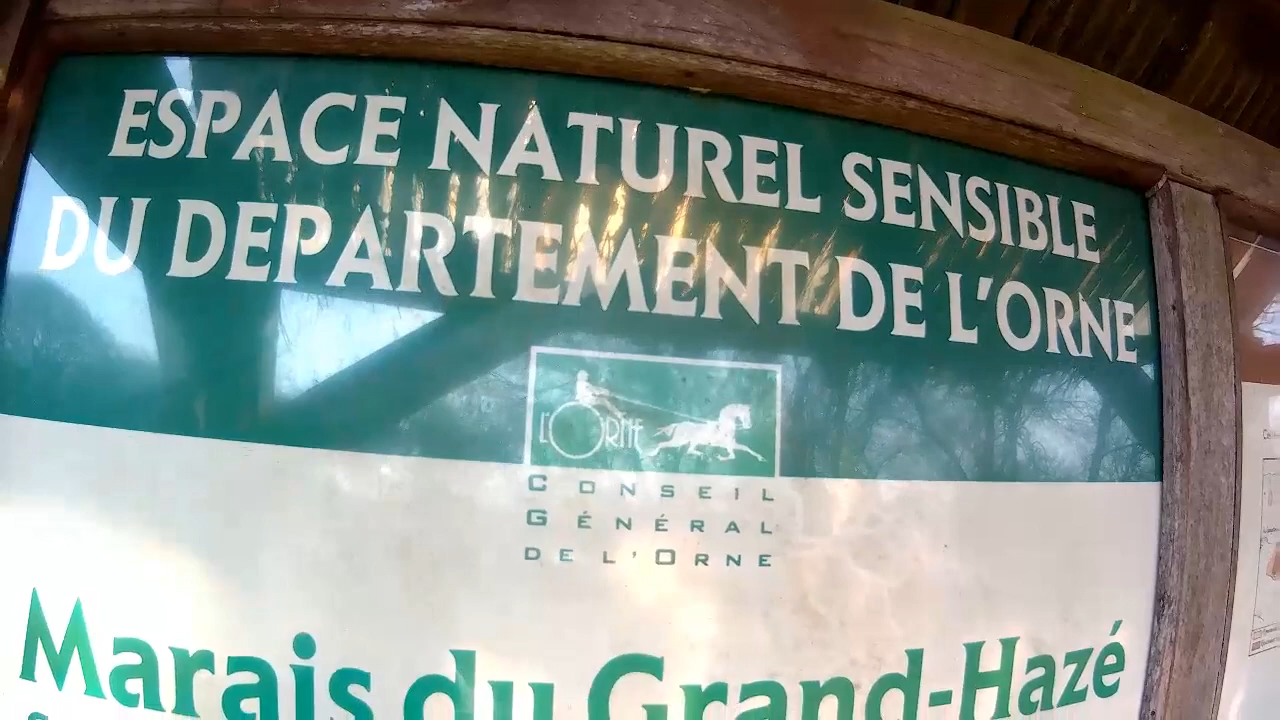 ESPACE NATUREL SENSIBLE
DU DEPARTEMENT DE L'ORNE
L'ORNE
CONSEIL
GÉNÉRAL
DE L'ORNE
Marais du Grand-Hazé